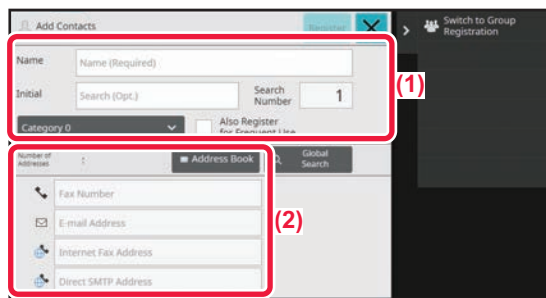 Add Contacts
Register
Switch to Group
Registration
Name
Name (Required)
(1)
Initial
Search (Opt.)
Search
Number
1
Category 0
Also Register
for Frequent Use
Number of
Addresses
:
Address Book
Global
Search
Fax Number
(2)
E-mail Address
Internet Fax Address
Direct SMTP Address